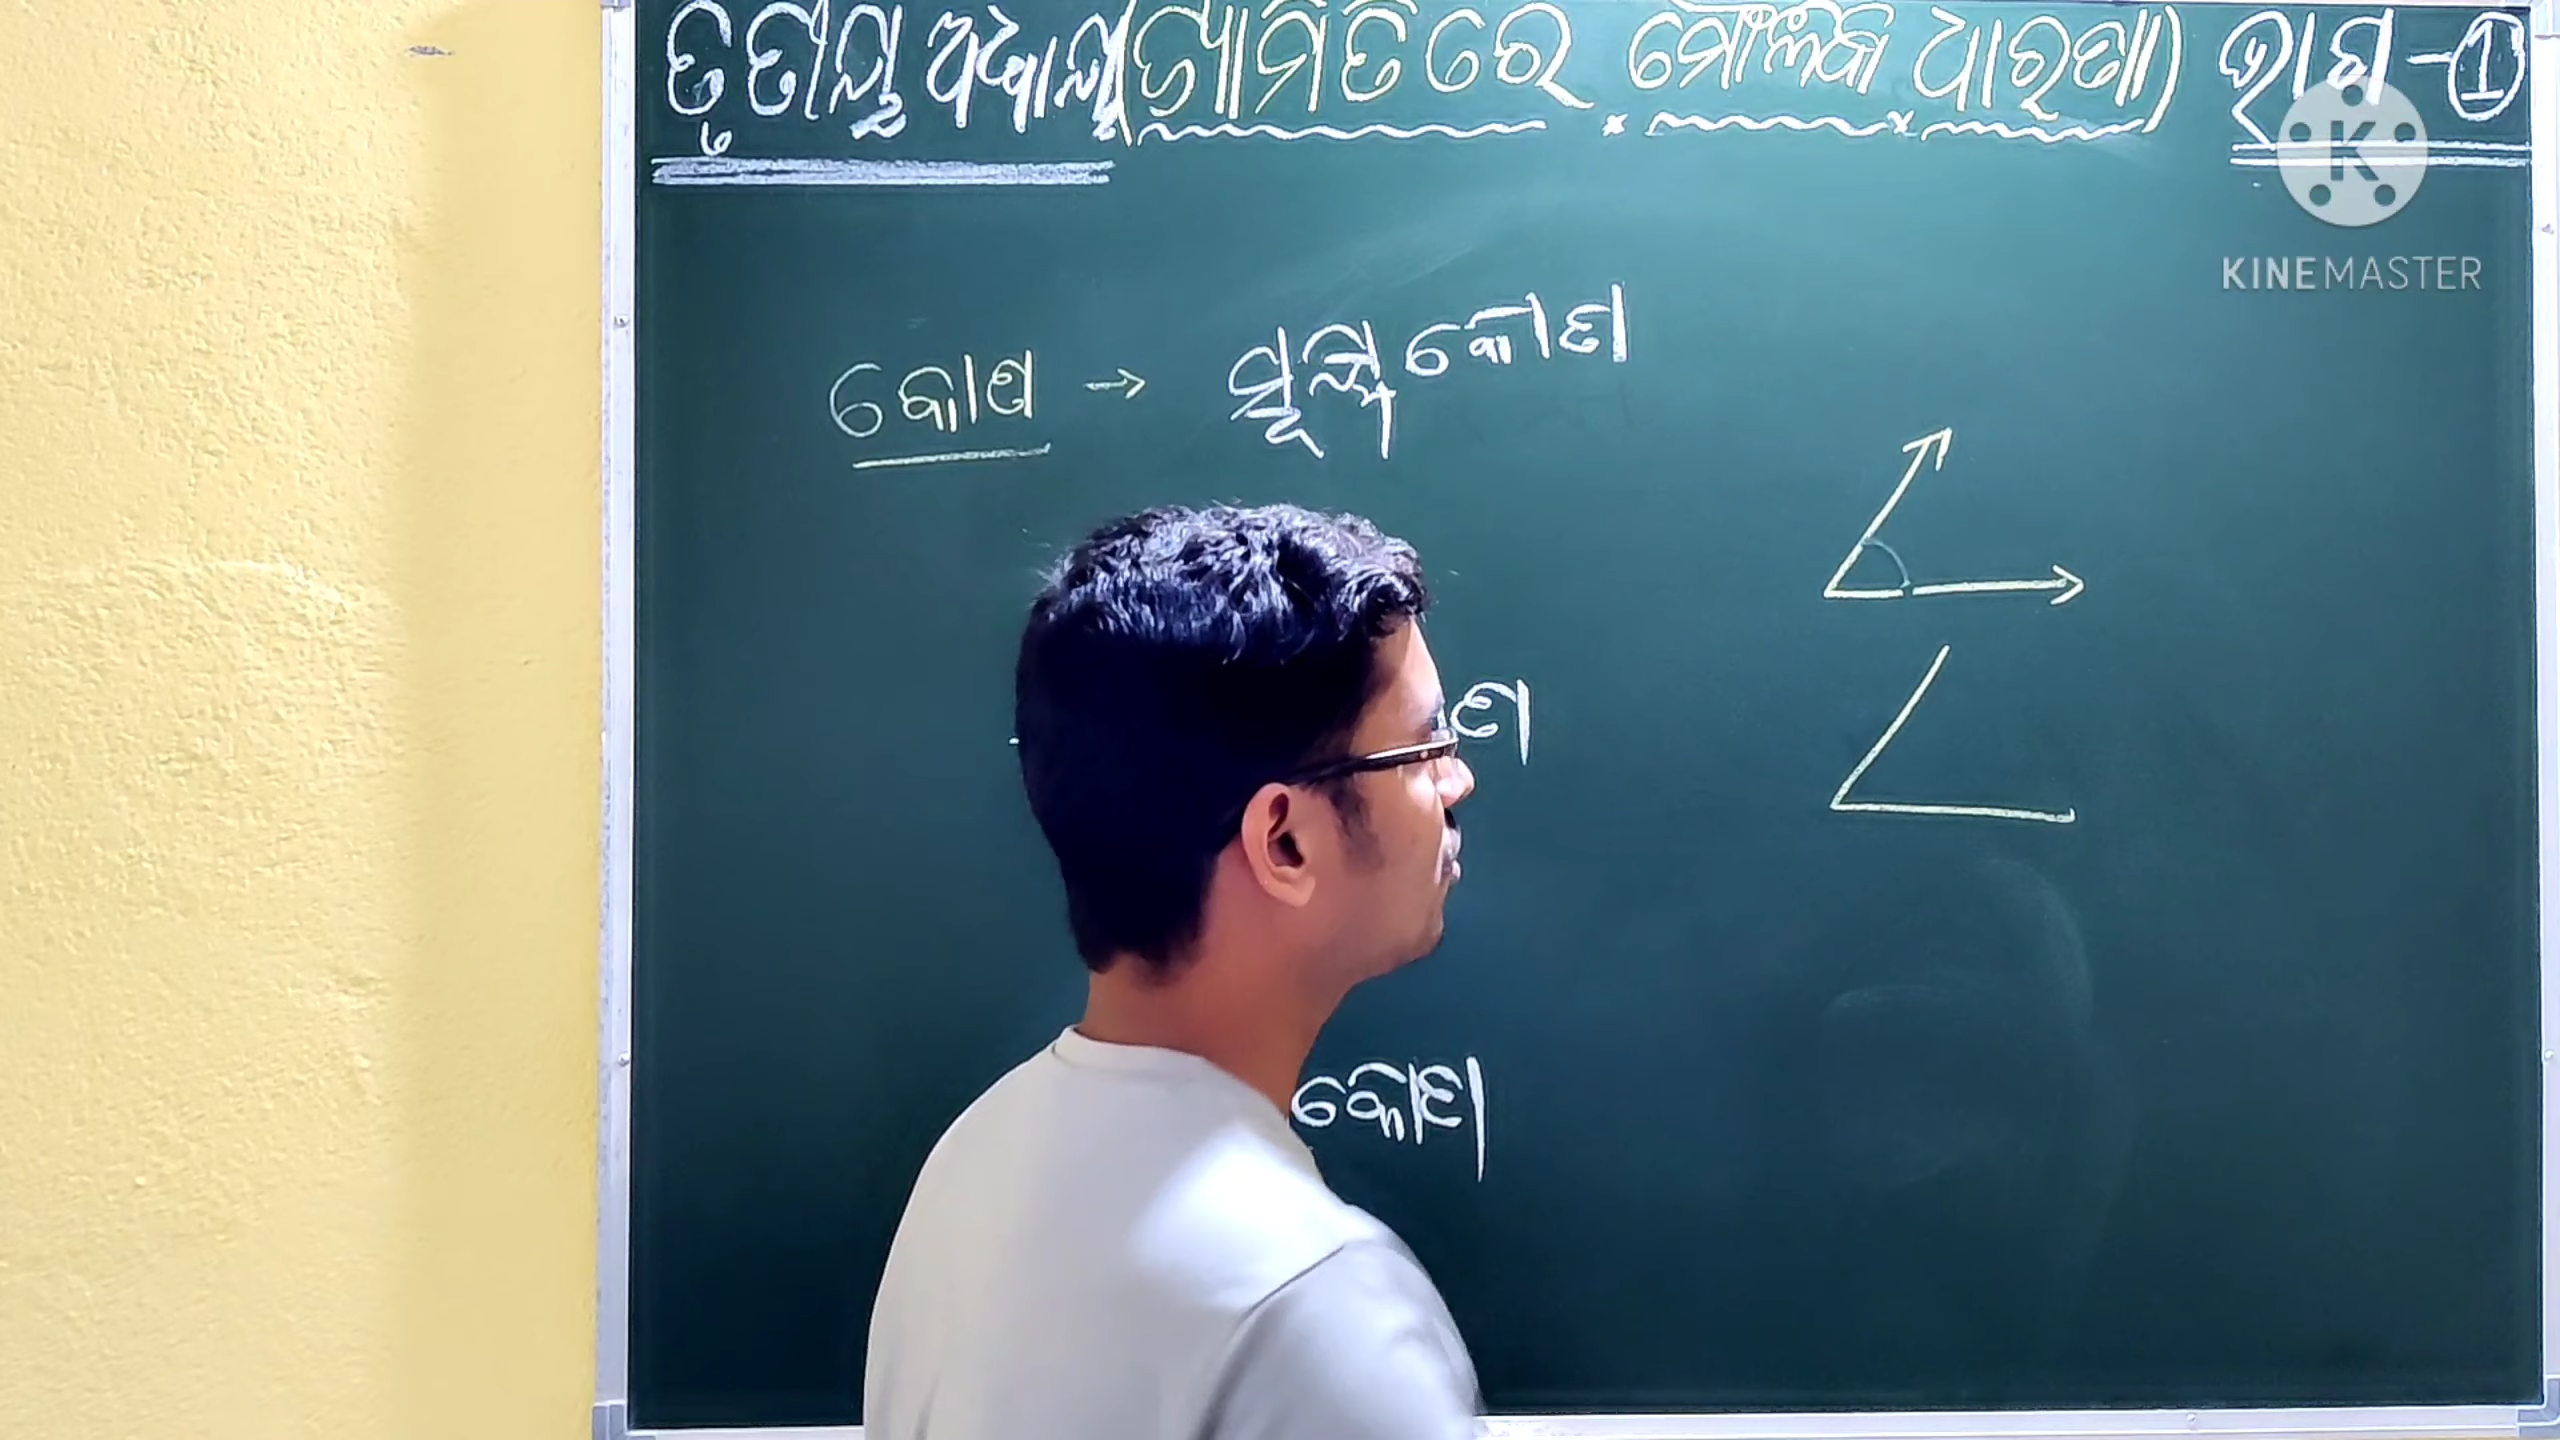 ତୃତୀୟ ଅଧ୍ୟାୟ (ଜ୍ୟାମିତିରେ ମୌଳିକ ଧାରଣା) ଭାଗ-1
KINEMASTER
କୋଣ → ସୂକ୍ଷ୍ମକୋଣ
ଣ
କୋଣ